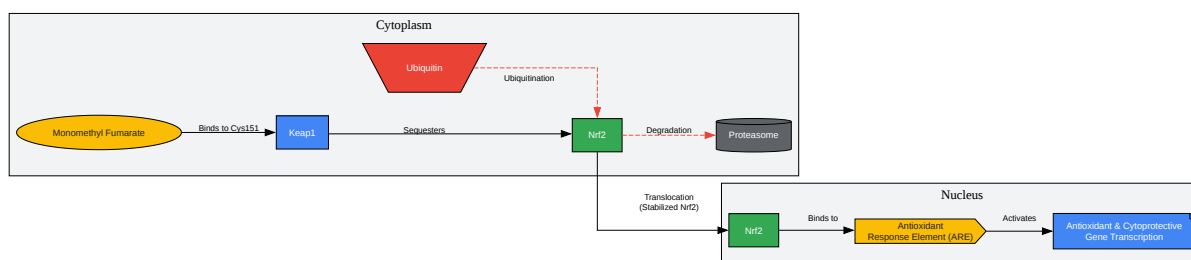 Cytoplasm
Ubiquitin
Ubiquitination
Monomethyl Fumarate
Binds to Cys151
Keap1
Sequesters
Nrf2
Degradation
Proteasome
Translocation
(Stabilized Nrf2)
Nucleus
Nrf2
Binds to
Antioxidant
Response Element (ARE)
Activates
Antioxidant & Cytoprotective
Gene Transcription